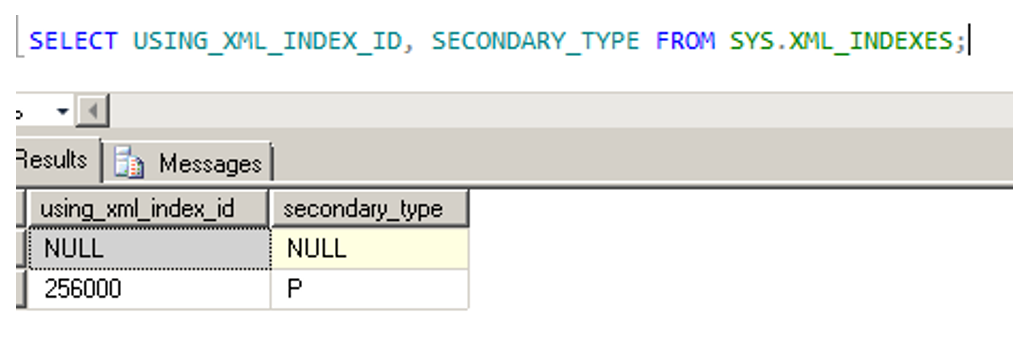 SELECT USING_XML_INDEX_ID, SECONDARY_TYPE FROM SYS.XML_INDEXES;
Results Messages
using_xml_index_id secondary_type
NULL NULL
256000 P